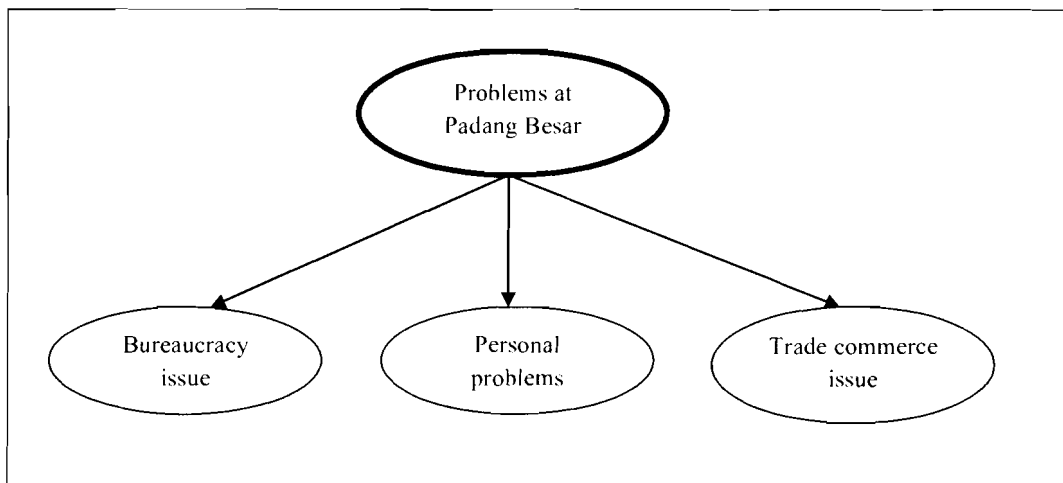 Problems at
Padang Besar
Bureaucracy
issue
Personal
problems
Trade commerce
issue